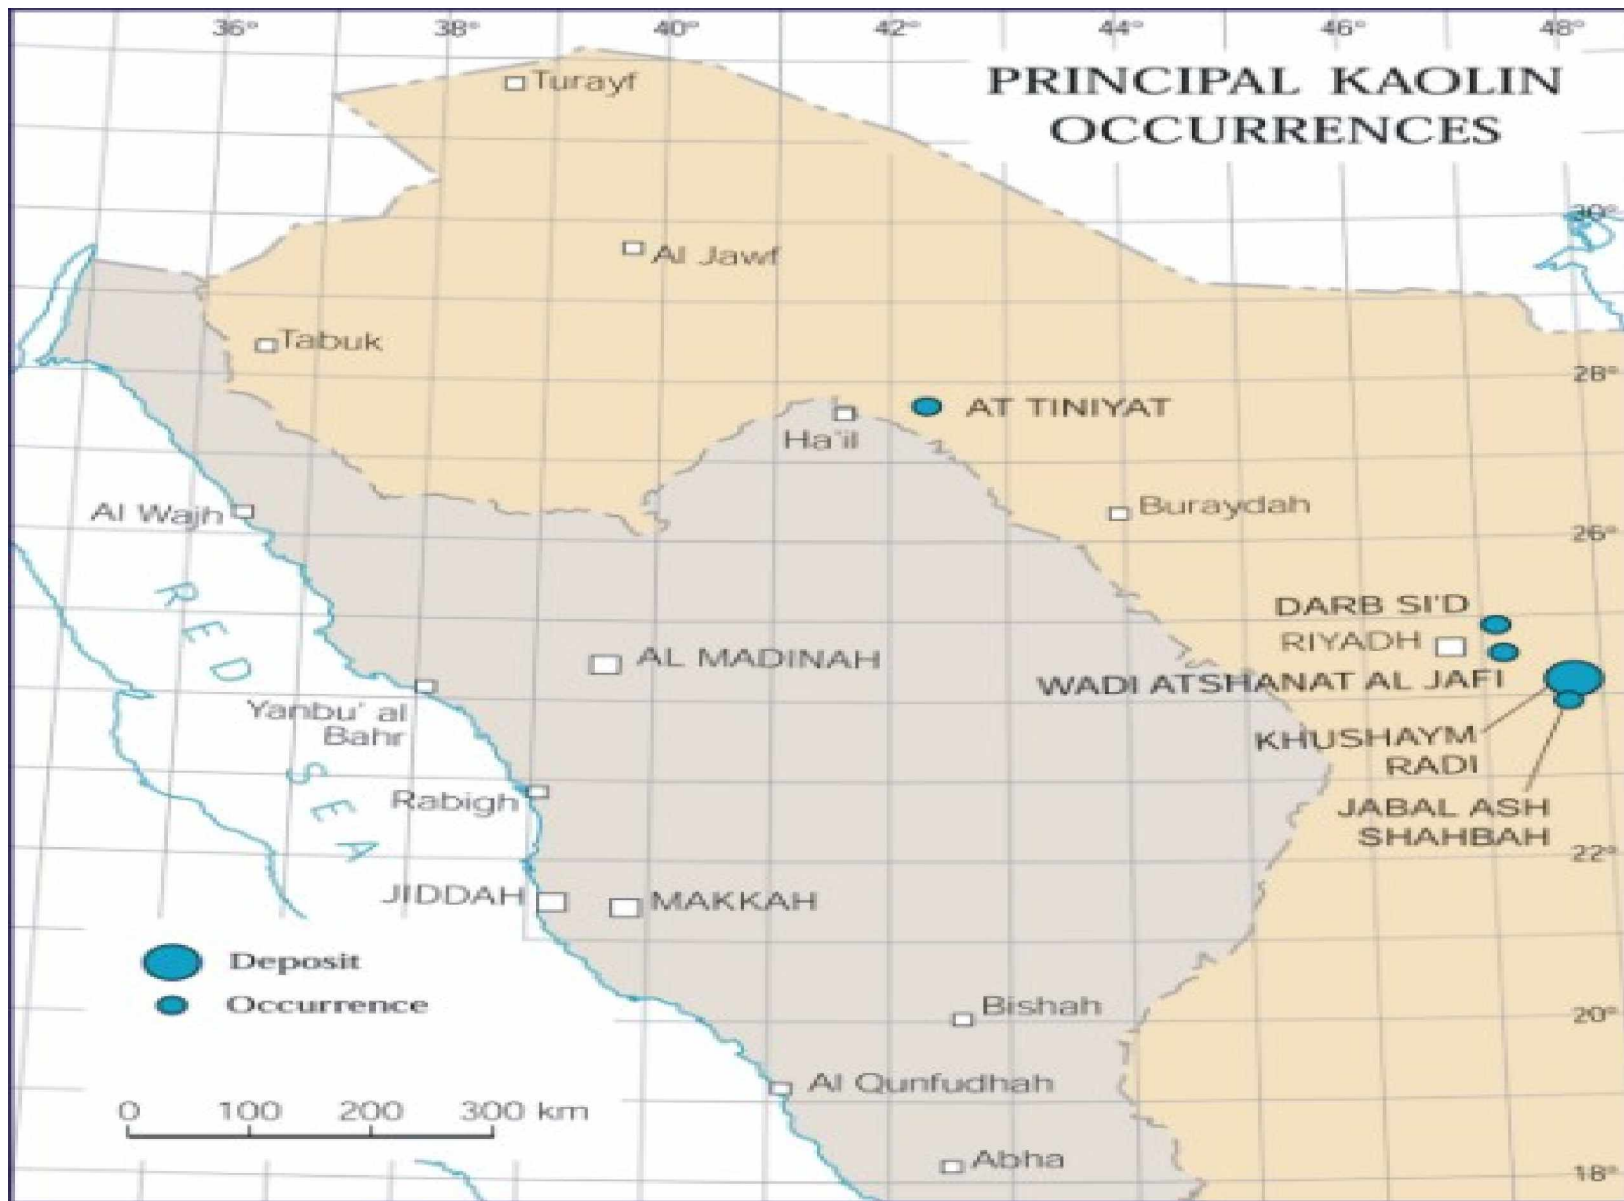 36°
38°
40°
42°
44°
46°
48°
PRINCIPAL KAOLIN
OCCURRENCES
Turayf
30°
Al Jawf
Tabuk
28°
AT TINIYAT
Ha'il
Al Wajh
Buraydah
26°
RED SEA
DARB SI'D
RIYADH
AL MADINAH
WADI ATSHANAT AL JAFI
Yanbu' al
Bahr
KHUSHAYM
RADI
Rabigh
JABAL ASH
SHAHBAH
22°
JIDDAH
MAKKAH
Deposit
Occurrence
Bishah
20°
Al Qunfudhah
0 100 200 300 km
Abha
18°